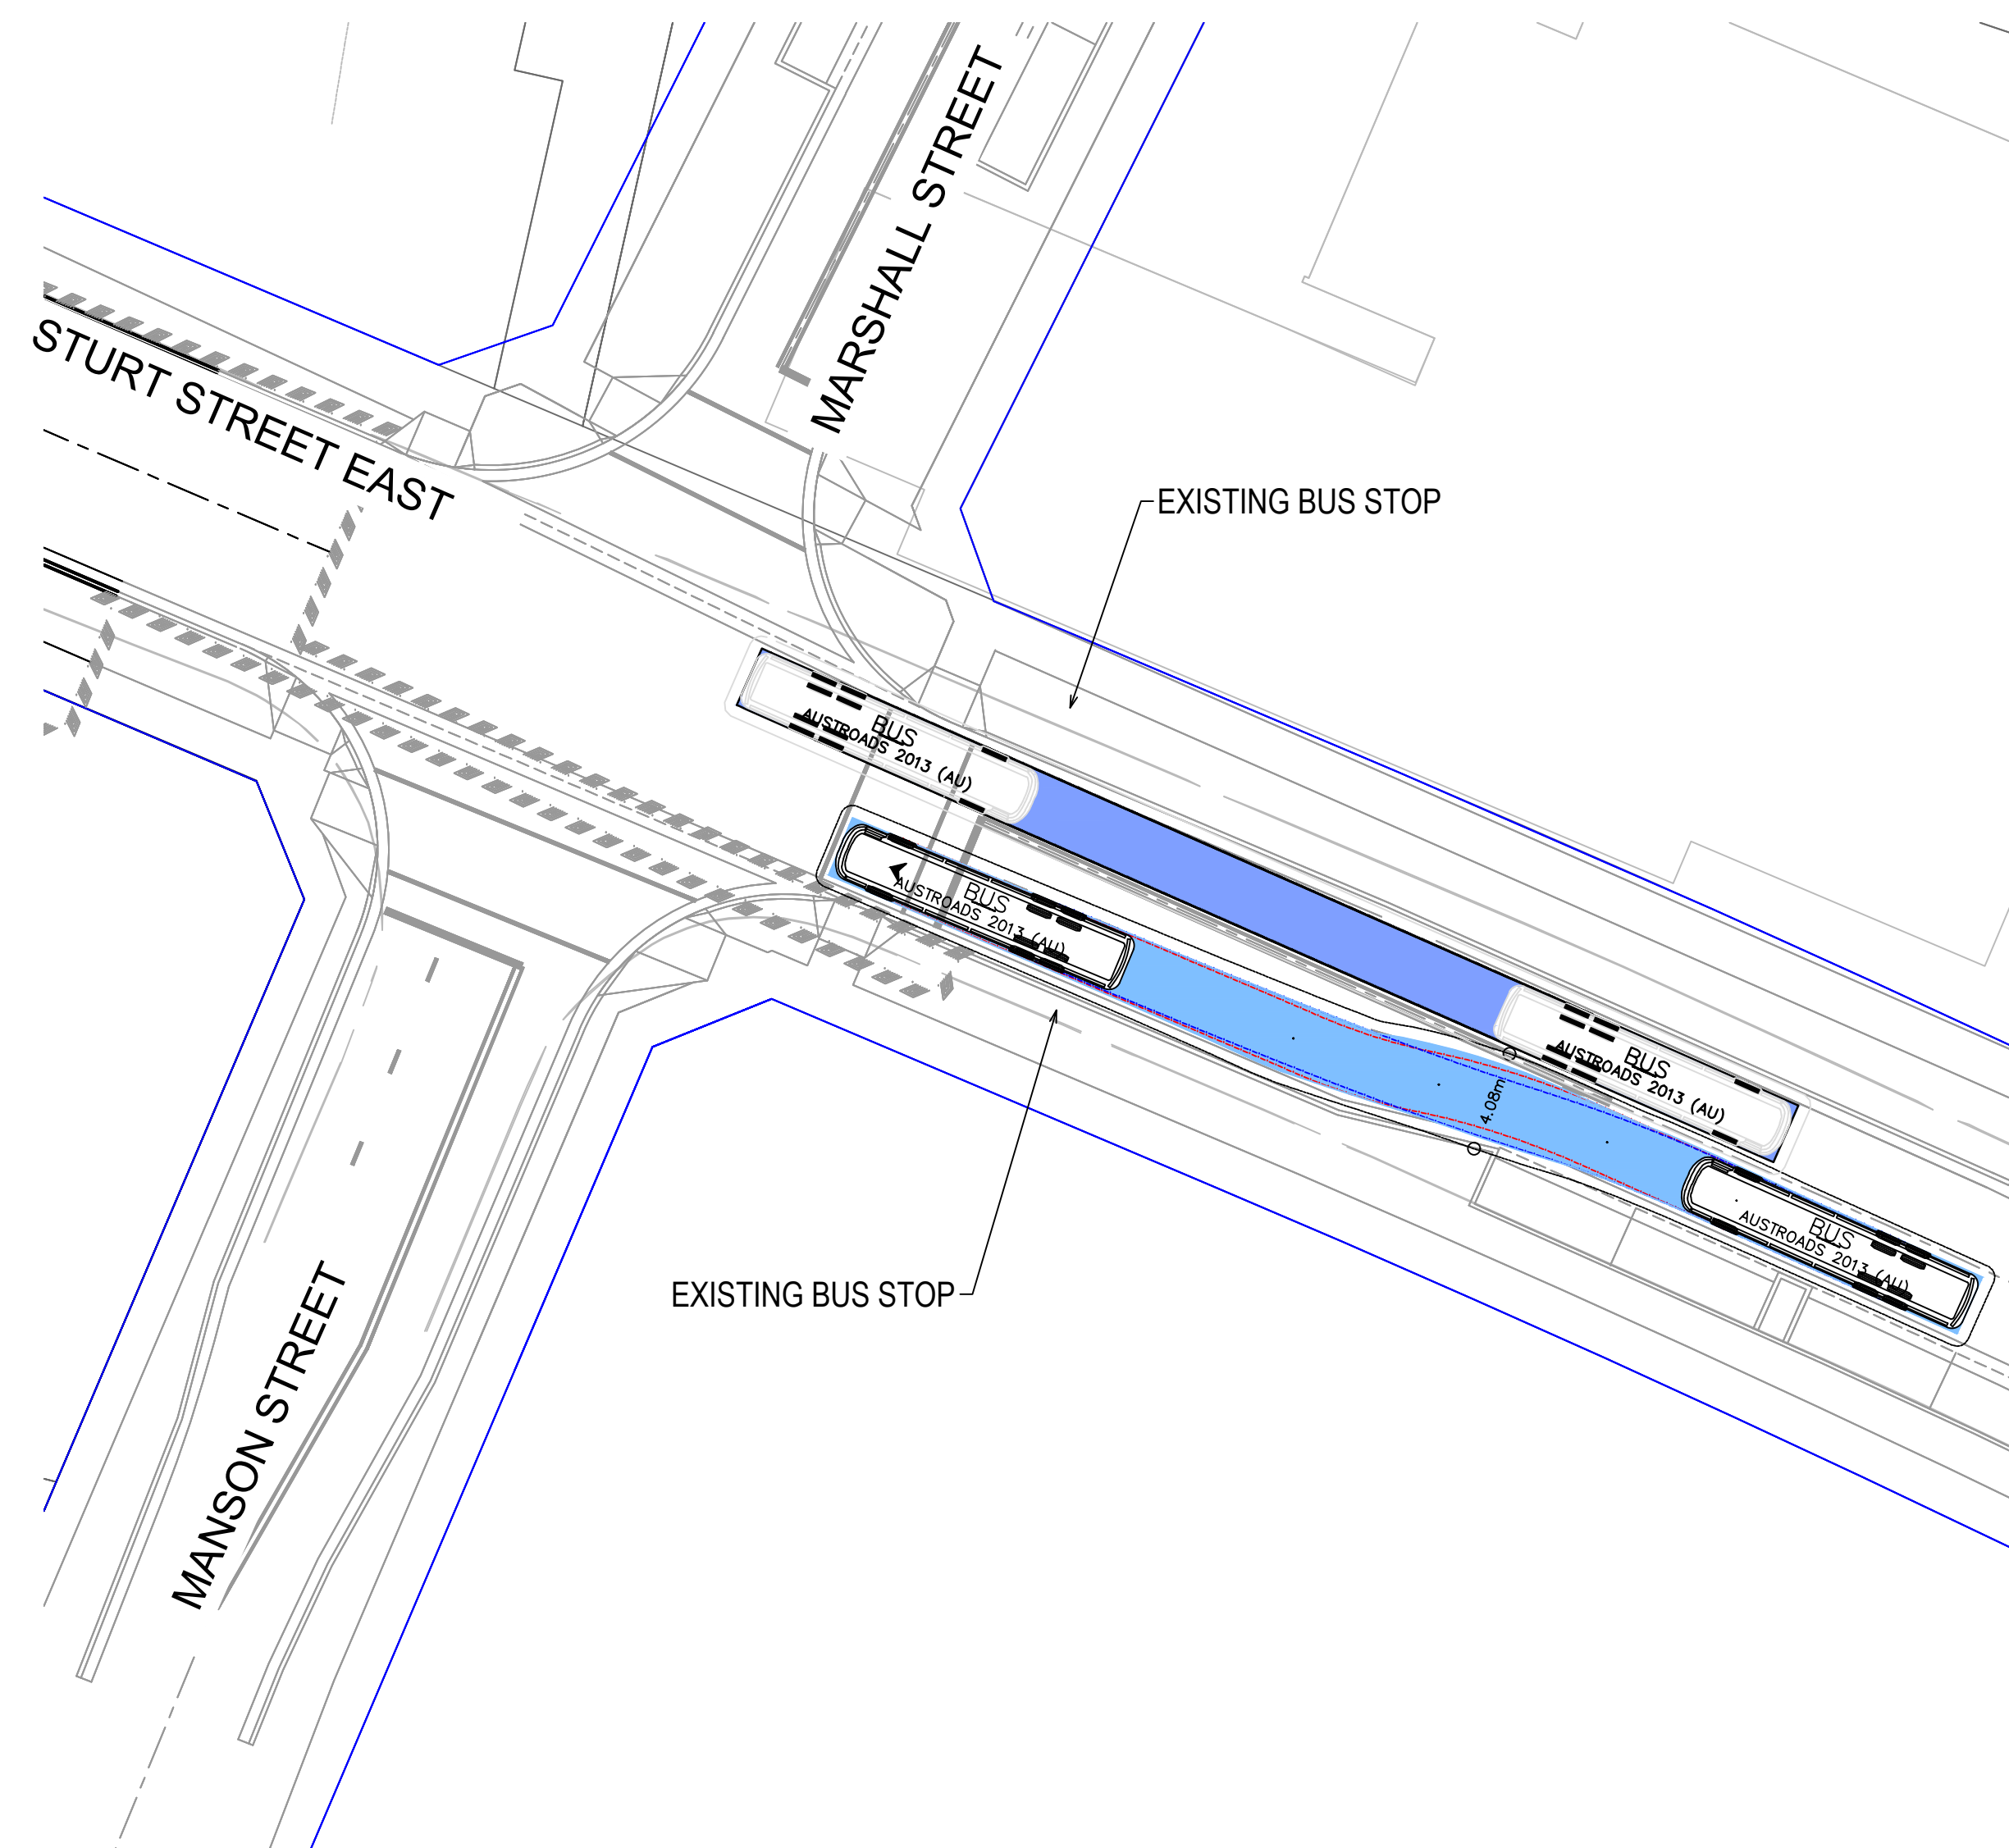 MARSHALL STREET
STURT STREET EAST
EXISTING BUS STOP
BUS
AUSTROADS 2013 (AU)
BUS
AUSTROADS 2013 (AU)
BUS
AUSTROADS 2013 (AU)
4.08m
BUS
AUSTROADS 2013 (AU)
EXISTING BUS STOP
MANSON STREET